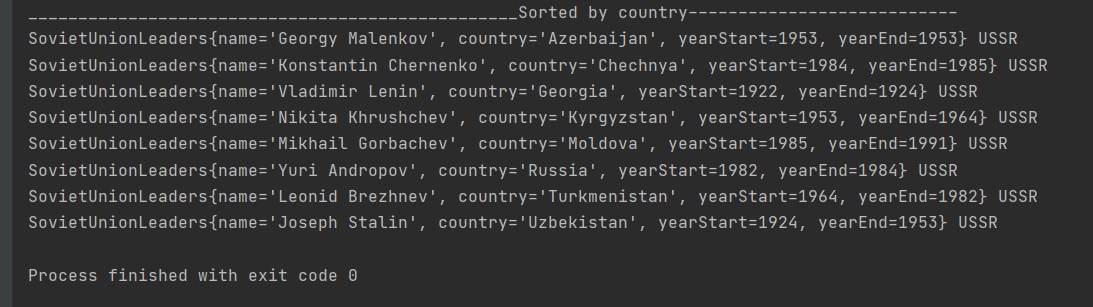 _________________________________________________Sorted by country---------------------------
SovietUnionLeaders{name='Georgy Malenkov', country='Azerbaijan', yearStart=1953, yearEnd=1953} USSR
SovietUnionLeaders{name='Konstantin Chernenko', country='Chechnya', yearStart=1984, yearEnd=1985} USSR
SovietUnionLeaders{name='Vladimir Lenin', country='Georgia', yearStart=1922, yearEnd=1924} USSR
SovietUnionLeaders{name='Nikita Khrushchev', country='Kyrgyzstan', yearStart=1953, yearEnd=1964} USSR
SovietUnionLeaders{name='Mikhail Gorbachev', country='Moldova', yearStart=1985, yearEnd=1991} USSR
SovietUnionLeaders{name='Yuri Andropov', country='Russia', yearStart=1982, yearEnd=1984} USSR
SovietUnionLeaders{name='Leonid Brezhnev', country='Turkmenistan', yearStart=1964, yearEnd=1982} USSR
SovietUnionLeaders{name='Joseph Stalin', country='Uzbekistan', yearStart=1924, yearEnd=1953} USSR
Process finished with exit code 0